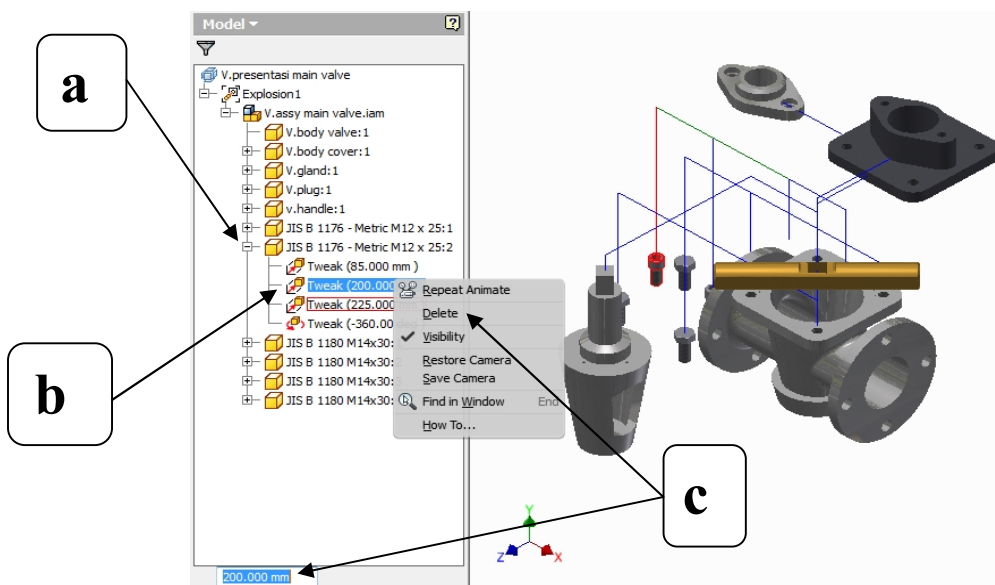 Model
V.presentasi main valve
Explosion1
V.assy main valve.iam
V.body valve:1
V.body cover:1
V.gland:1
V.plug:1
v.handle:1
JIS B 1176 - Metric M12 x 25:1
JIS B 1176 - Metric M12 x 25:2
Tweak (85.000 mm )
Tweak (200.000
Tweak (225.000
Tweak (-360.00
JIS B 1180 M14x30:
JIS B 1180 M14x30:
JIS B 1180 M14x30:
JIS B 1180 M14x30:
Repeat Animate
Delete
Visibility
Restore Camera
Save Camera
Find in Window End
How To...
200.000 mm
a
b
c
Y
Z
X